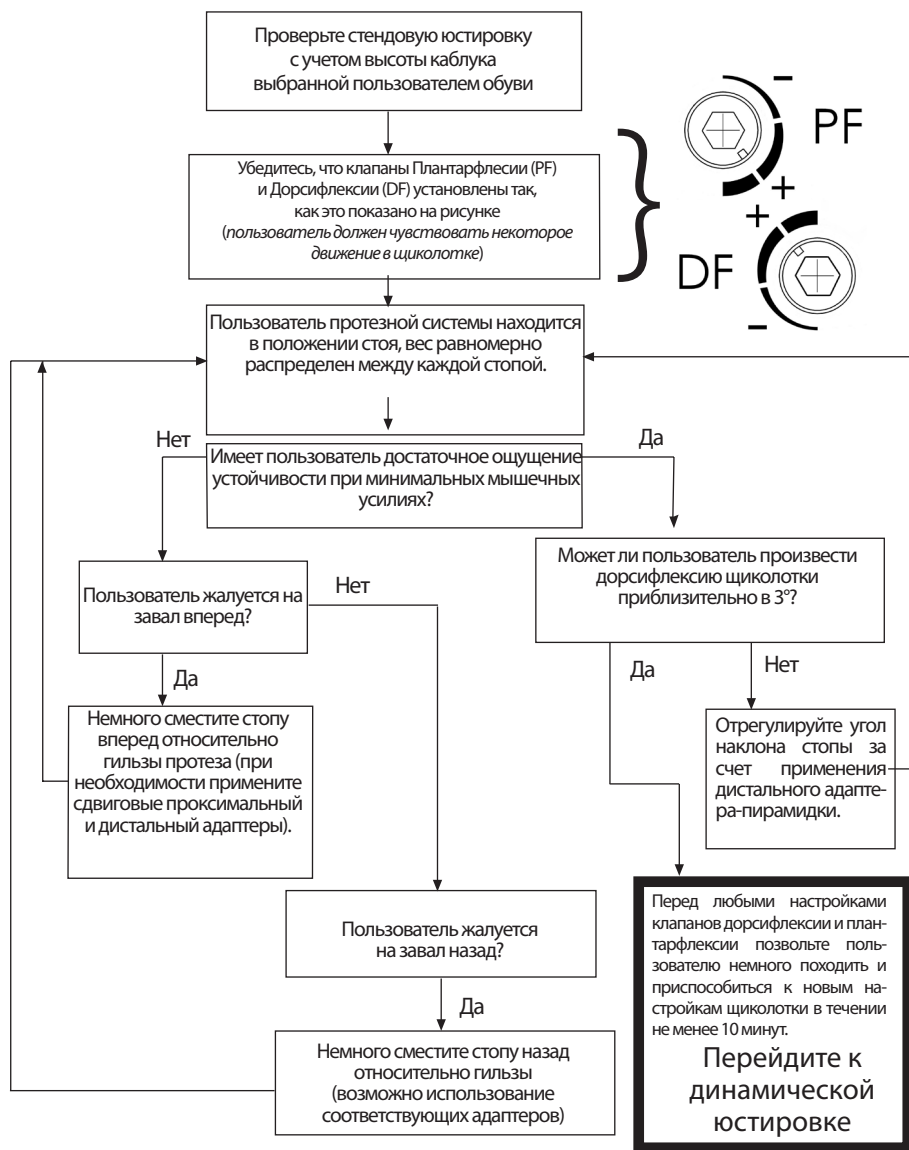 Проверьте стендовую юстировку
с учетом высоты каблука
выбранной пользователем обуви
Убедитесь, что клапаны Плантарфлесии (PF)
и Дорсифлексии (DF) установлены так,
как это показано на рисунке
(пользователь должен чувствовать некоторое
движение в щиколотке)
-
PF
+
+
DF
-
Пользователь протезной системы находится
в положении стоя, вес равномерно
распределен между каждой стопой.
Нет
Да
Имеет пользователь достаточное ощущение
устойчивости при минимальных мышечных
усилиях?
Может ли пользователь произвести
дорсифлексию щиколотки
приблизительно в 3°?
Пользователь жалуется на
завал вперед?
Нет
Да
Да
Нет
Немного сместите стопу
вперед относительно
гильзы протеза (при
необходимости примените
сдвиговые проксимальный
и дистальный адаптеры).
Отрегулируйте угол
наклона стопы за
счет применения
дистального адапте-
ра-пирамидки.
Пользователь жалуется
на завал назад?
Да
Немного сместите стопу назад
относительно гильзы
(возможно использование
соответствующих адаптеров)
Перед любыми настройками
клапанов дорсифлексии и план-
тарфлексии позвольте поль-
зователю немного походить и
приспособиться к новым на-
стройкам щиколотки в течении
не менее 10 минут.
Перейдите к
динамической
юстировке